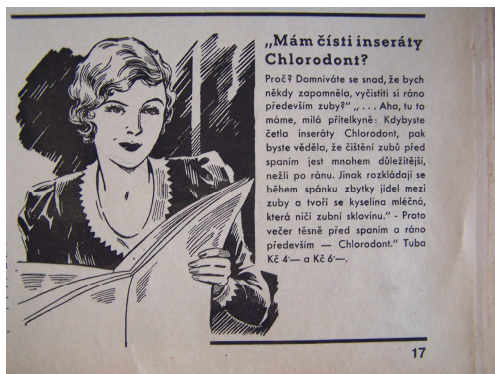 „Mám čísti inseráty
Chlorodont?
Proč? Domníváte se snad, že bych
někdy zapomněla, vyčistiti si ráno
především zuby?“ „ . . . Aha, tu to
máme, milá přítelkyně: Kdybyste
četla inseráty Chlorodont, pak
byste věděla, že čištění zubů před
spaním jest mnohem důležitější,
nežli po ránu. Jinak rozkládají se
během spánku zbytky jídel mezi
zuby a tvoří se kyselina mléčná,
která ničí zubní sklovinu.“ - Proto
večer těsně před spaním a ráno
především — Chlorodont.“ Tuba
Kč 4·— a Kč 6·—.
17